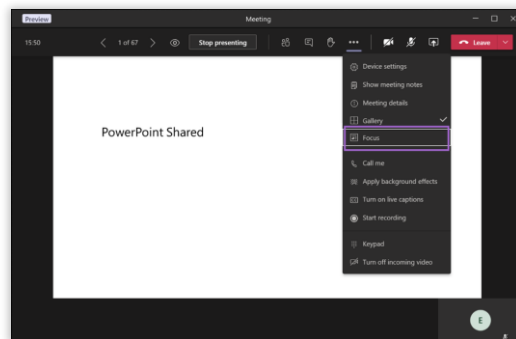 Preview
Meeting
15:50
1 of 67
Stop presenting
Leave
Device settings
Show meeting notes
Meeting details
Gallery
Focus
Call me
Apply background effects
Turn on live captions
Start recording
Keypad
Turn off incoming video
PowerPoint Shared
E